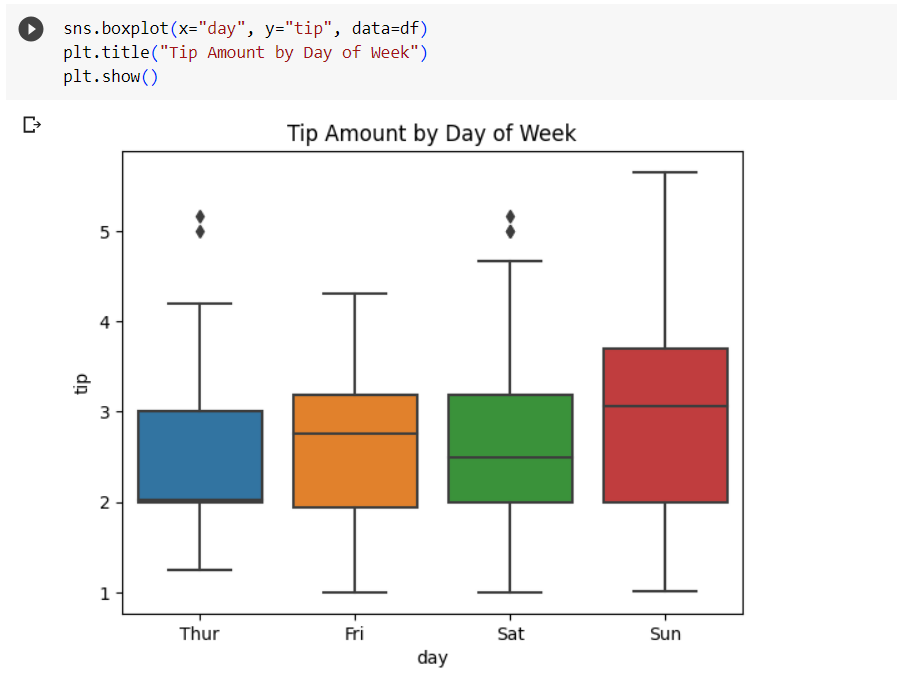 sns.boxplot(x="day", y="tip", data=df)
plt.title("Tip Amount by Day of Week")
plt.show()
Tip Amount by Day of Week
5
4
3
2
1
tip
Thur Fri Sat Sun
day